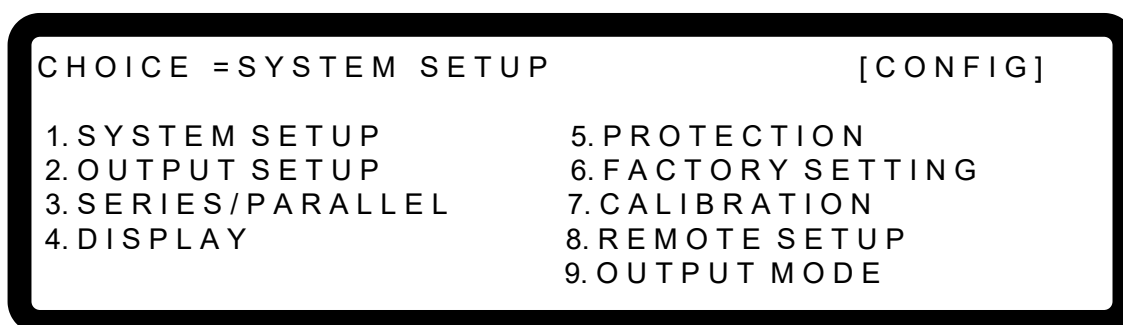 CHOICE =SYSTEM SETUP [CONFIG]
1. SYSTEM SETUP 5. PROTECTION
2. OUTPUT SETUP 6. FACTORY SETTING
3. SERIES/PARALLEL 7. CALIBRATION
4. DISPLAY 8. REMOTE SETUP
9. OUTPUT MODE